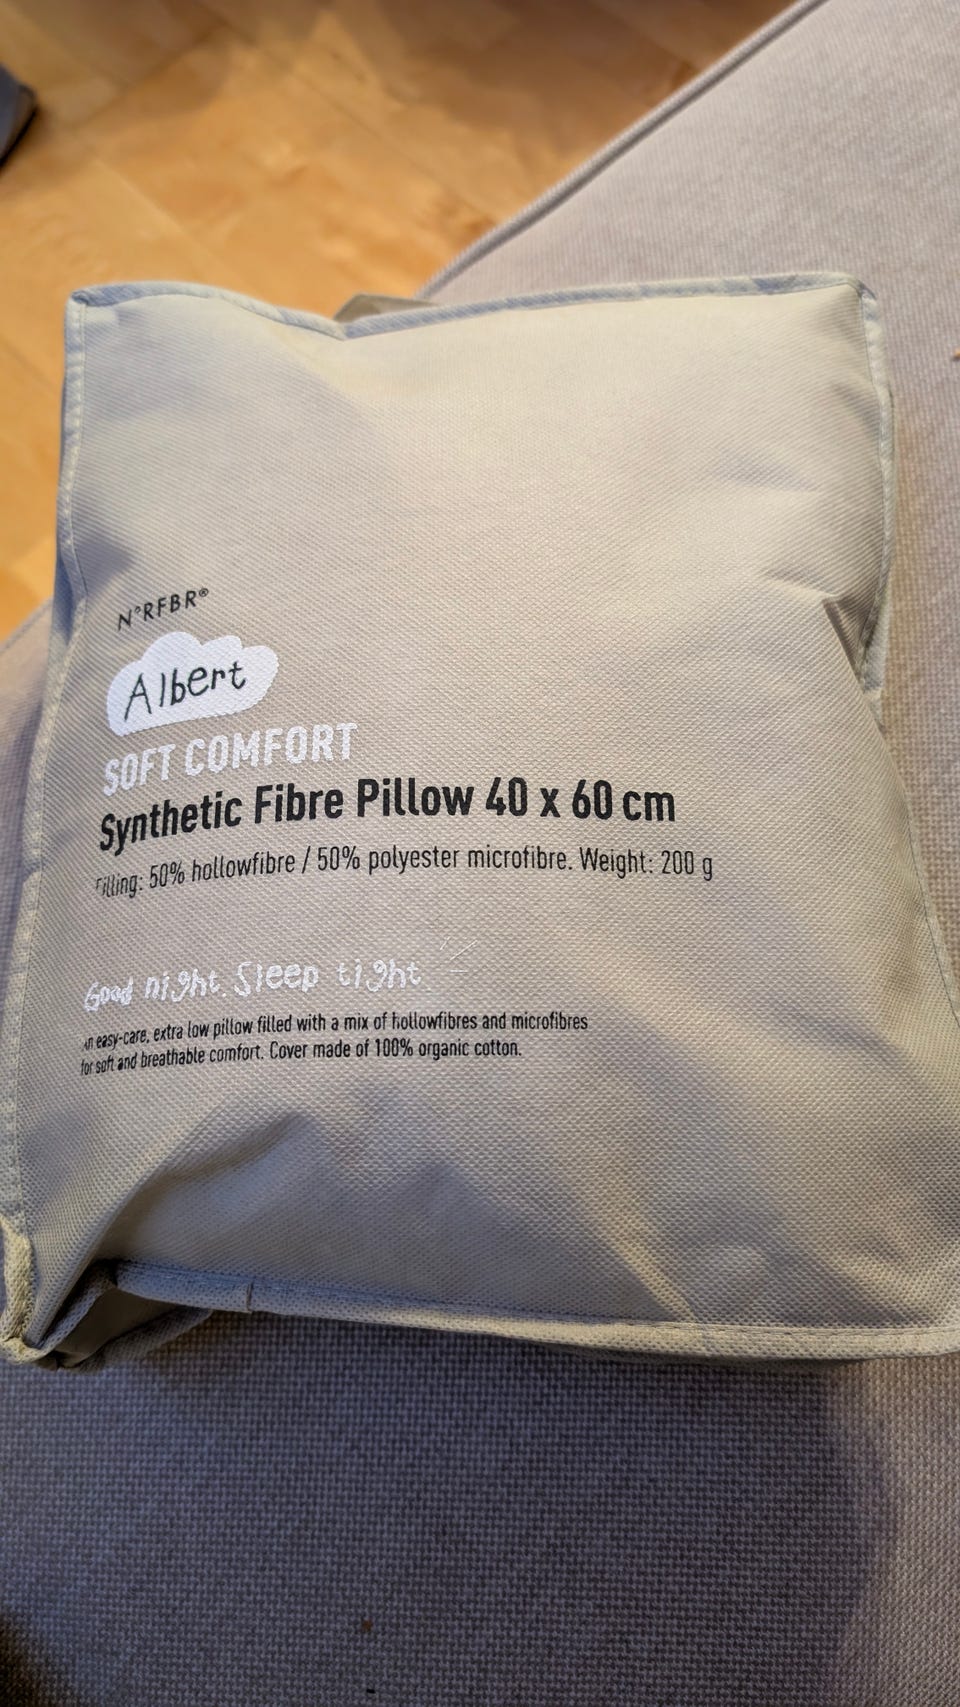 N°RFBR®
Albert
SOFT COMFORT
Synthetic Fibre Pillow 40 x 60 cm
Filling: 50% hollowfibre / 50% polyester microfibre. Weight: 200 g
Good night. Sleep tight.
An easy-care, extra low pillow filled with a mix of hollowfibres and microfibres
for soft and breathable comfort. Cover made of 100% organic cotton.